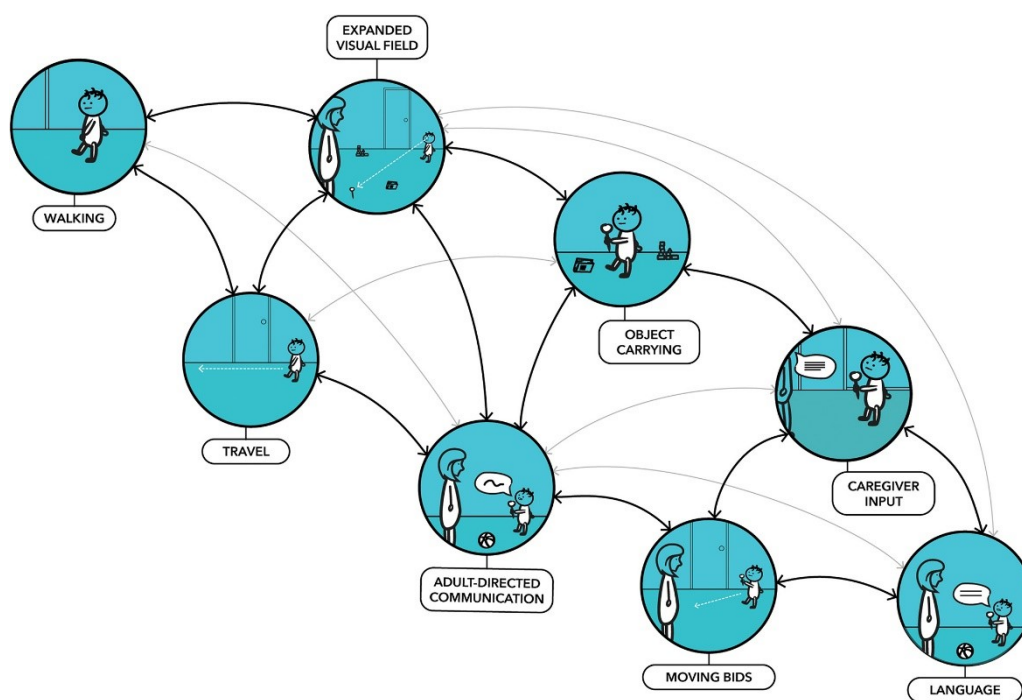 EXPANDED
VISUAL FIELD
WALKING
OBJECT
CARRYING
TRAVEL
CAREGIVER
INPUT
ADULT-DIRECTED
COMMUNICATION
MOVING BIDS
LANGUAGE